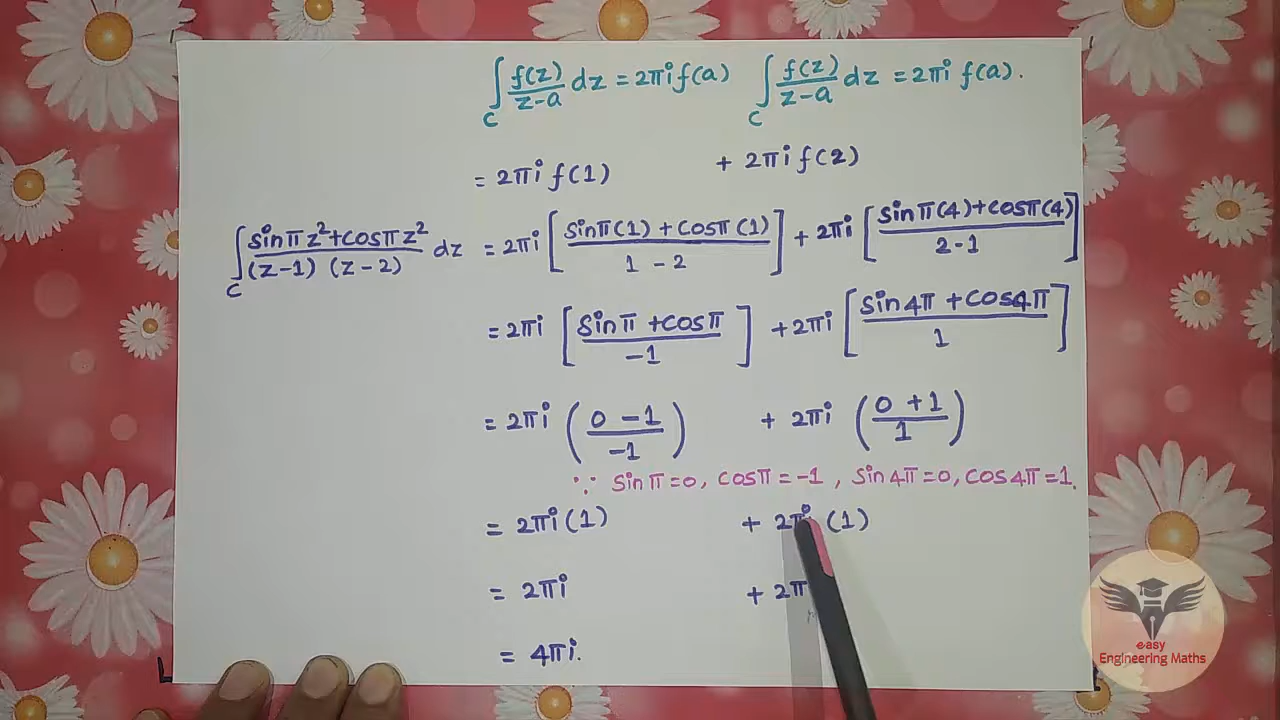 ∫_C f(z)/(z-a) dz = 2πi f(a)    ∫_C f(z)/(z-a) dz = 2πi f(a).
= 2πi f(1)    + 2πi f(2)
∫_C (sinπz²+cosπz²)/((z-1) (z-2)) dz = 2πi [(sinπ(1)+cosπ(1))/(1-2)] + 2πi [(sinπ(4)+cosπ(4))/(2-1)]
= 2πi [(sinπ+cosπ)/(-1)] + 2πi [(sin4π+cos4π)/1]
= 2πi ((0-1)/(-1)) + 2πi ((0+1)/1)
∵ sinπ=0, cosπ=-1, sin4π=0, cos4π=1.
= 2πi(1)    + 2πi (1)
= 2πi    + 2π
= 4πi.
easy
Engineering Maths